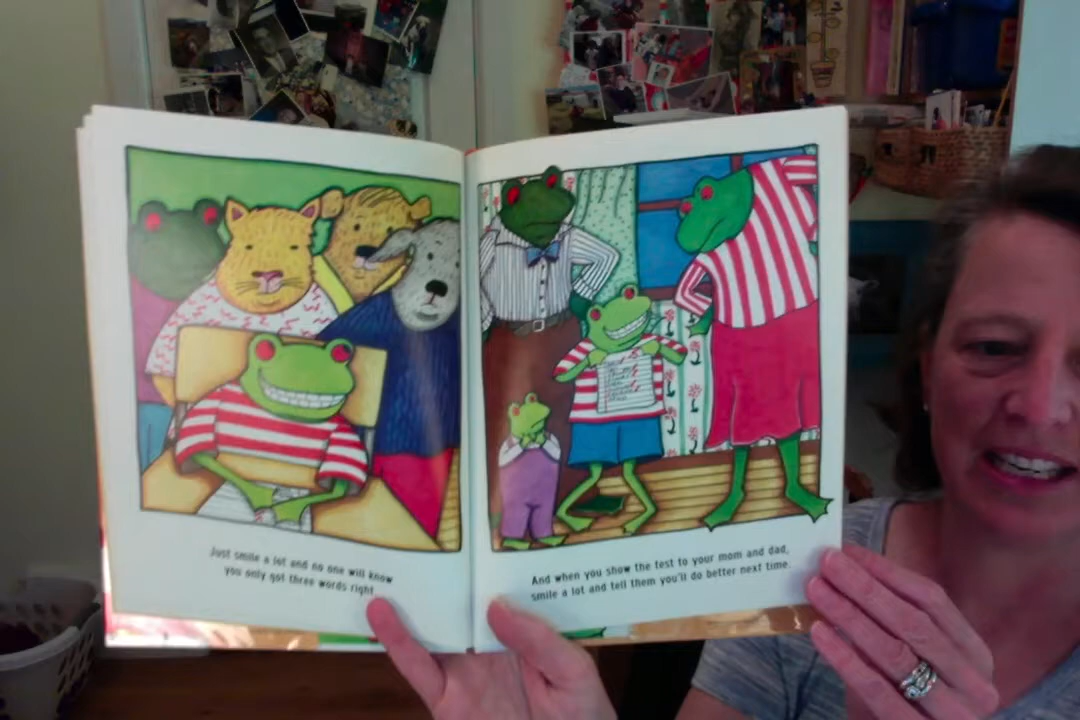 Just smile a lot and no one will know
you only got three words right.
And when you show the test to your mom and dad,
smile a lot and tell them you'll do better next time.